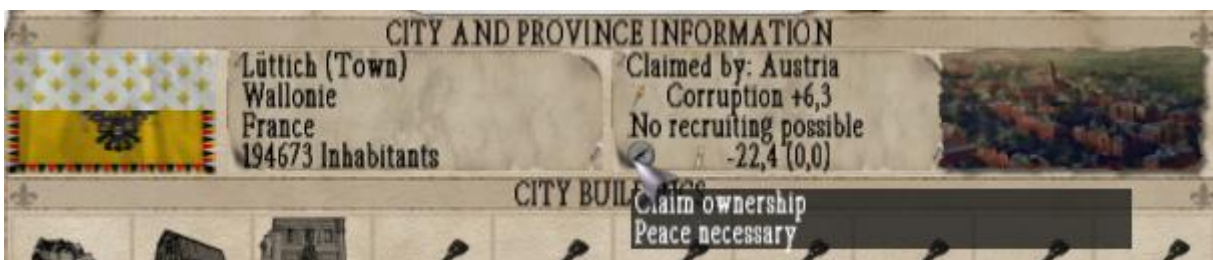 CITY AND PROVINCE INFORMATION
Lüttich (Town)
Wallonie
France
194673 Inhabitants
Claimed by: Austria
Corruption +6,3
No recruiting possible
-22,4 (0,0)
CITY BUIL
Claim ownership
Peace necessary